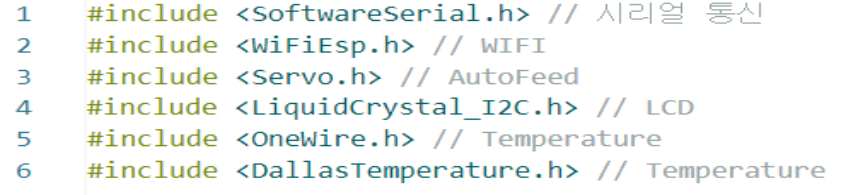 1 #include <SoftwareSerial.h> // 시리얼 통신
2 #include <WiFiEsp.h> // WIFI
3 #include <Servo.h> // AutoFeed
4 #include <LiquidCrystal_I2C.h> // LCD
5 #include <OneWire.h> // Temperature
6 #include <DallasTemperature.h> // Temperature